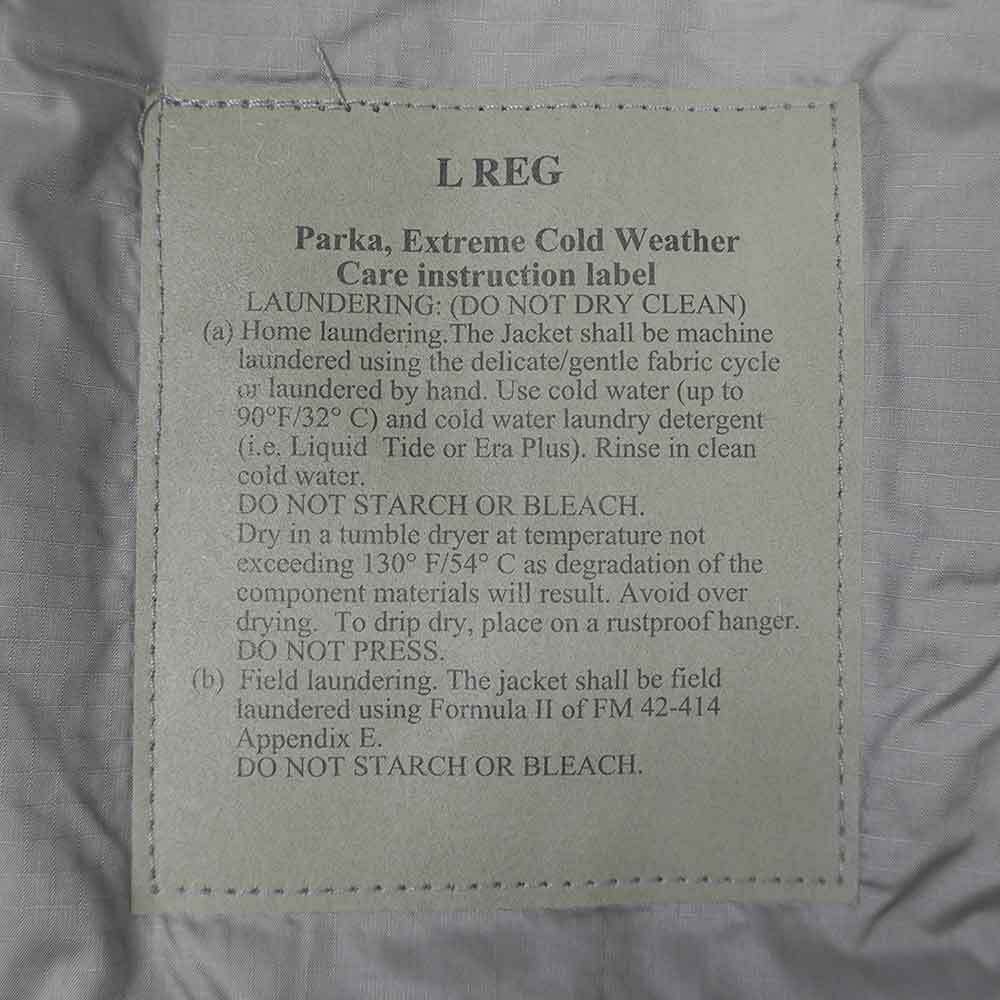 L REG
Parka, Extreme Cold Weather
Care instruction label
LAUNDERING: (DO NOT DRY CLEAN)
(a) Home laundering.The Jacket shall be machine
laundered using the delicate/gentle fabric cycle
or laundered by hand. Use cold water (up to
90°F/32° C) and cold water laundry detergent
(i.e. Liquid Tide or Era Plus). Rinse in clean
cold water.
DO NOT STARCH OR BLEACH.
Dry in a tumble dryer at temperature not
exceeding 130° F/54° C as degradation of the
component materials will result. Avoid over
drying. To drip dry, place on a rustproof hanger.
DO NOT PRESS.
(b) Field laundering. The jacket shall be field
laundered using Formula II of FM 42-414
Appendix E.
DO NOT STARCH OR BLEACH.